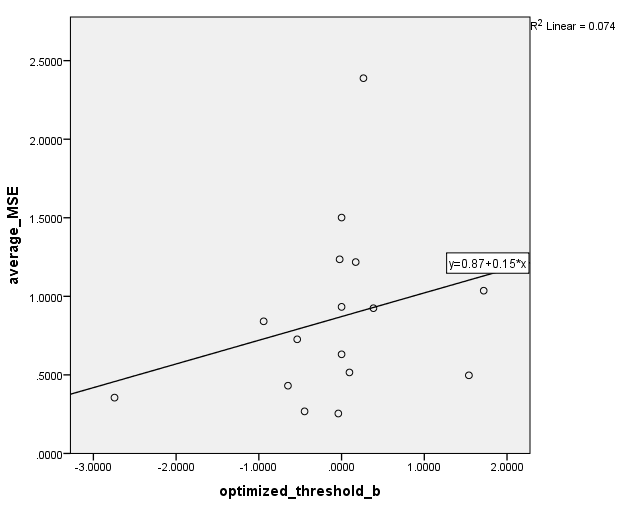 R2 Linear = 0.074
2.5000
2.0000
1.5000
1.0000
.5000
.0000
average_MSE
y=0.87+0.15*x
-3.0000 -2.0000 -1.0000 .0000 1.0000 2.0000
optimized_threshold_b